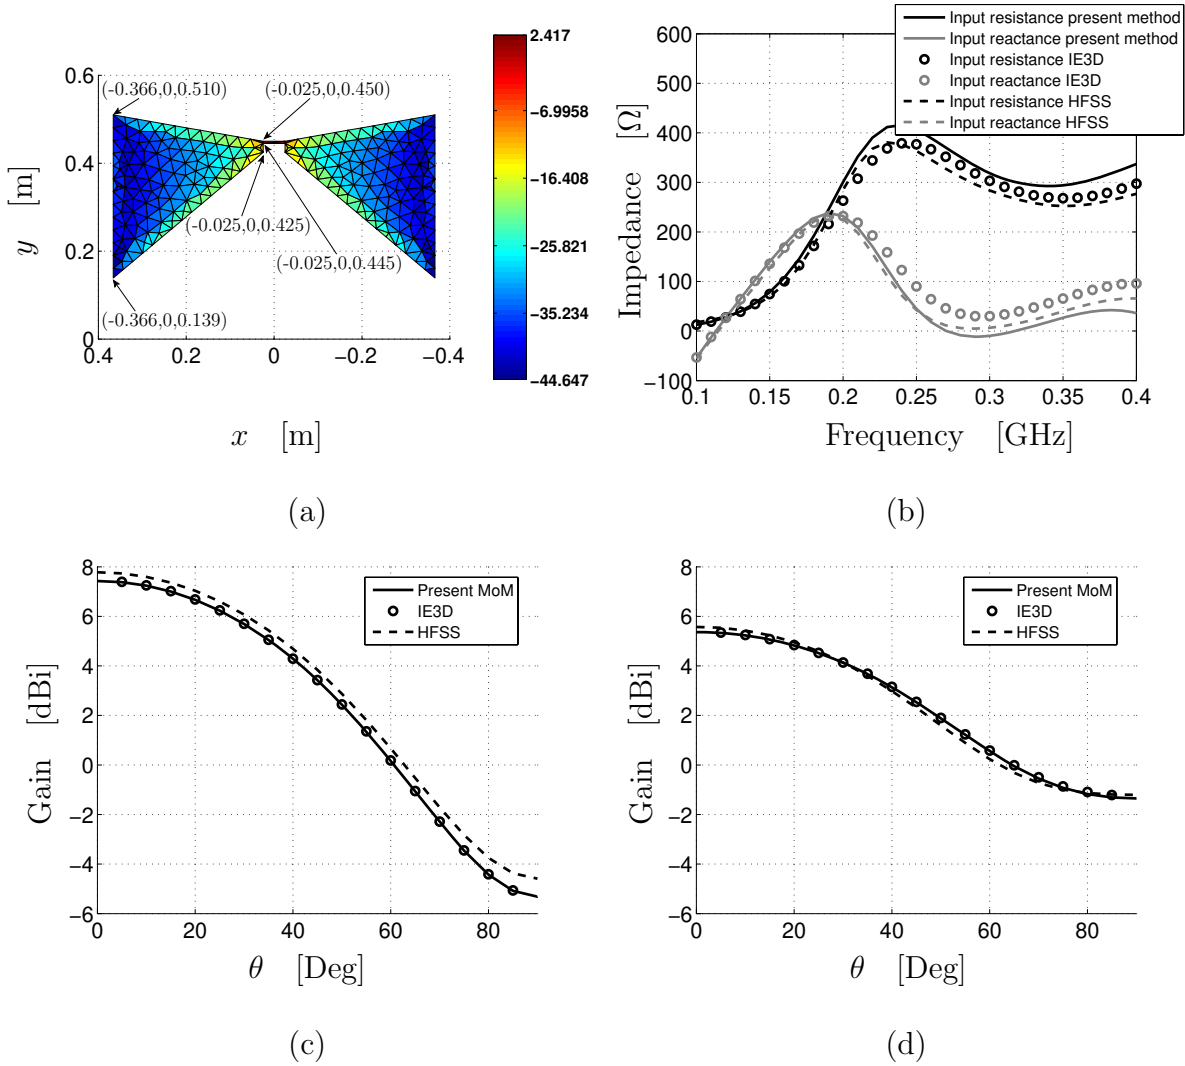 2.417
−6.9958
−16.408
−25.821
−35.234
−44.647
0.6
0.4
0.2
0
y [m]
0.4 0.2 0 −0.2 −0.4
x [m]
(-0.366,0,0.510)
(-0.025,0,0.450)
(-0.025,0,0.425)
(-0.025,0,0.445)
(-0.366,0,0.139)
(a)
Input resistance present method
Input reactance present method
Input resistance IE3D
Input reactance IE3D
Input resistance HFSS
Input reactance HFSS
600
500
400
300
200
100
0
−100
Impedance [Ω]
0.1 0.15 0.2 0.25 0.3 0.35 0.4
Frequency [GHz]
(b)
Present MoM
IE3D
HFSS
8
6
4
2
0
−2
−4
−6
Gain [dBi]
0 20 40 60 80
θ [Deg]
(c)
Present MoM
IE3D
HFSS
8
6
4
2
0
−2
−4
−6
Gain [dBi]
0 20 40 60 80
θ [Deg]
(d)